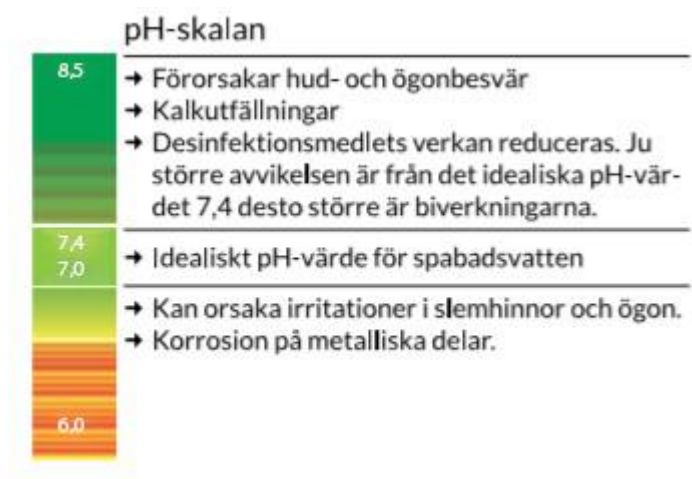 pH-skalan
8,5
→ Förorsakar hud- och ögonbesvär
→ Kalkutfällningar
→ Desinfektionsmedlets verkan reduceras. Ju
större avvikelsen är från det idealiska pH-vär-
det 7,4 desto större är biverkningarna.
7,4
7,0
→ Idealiskt pH-värde för spabadsvatten
→ Kan orsaka irritationer i slemhinnor och ögon.
→ Korrosion på metalliska delar.
6,0